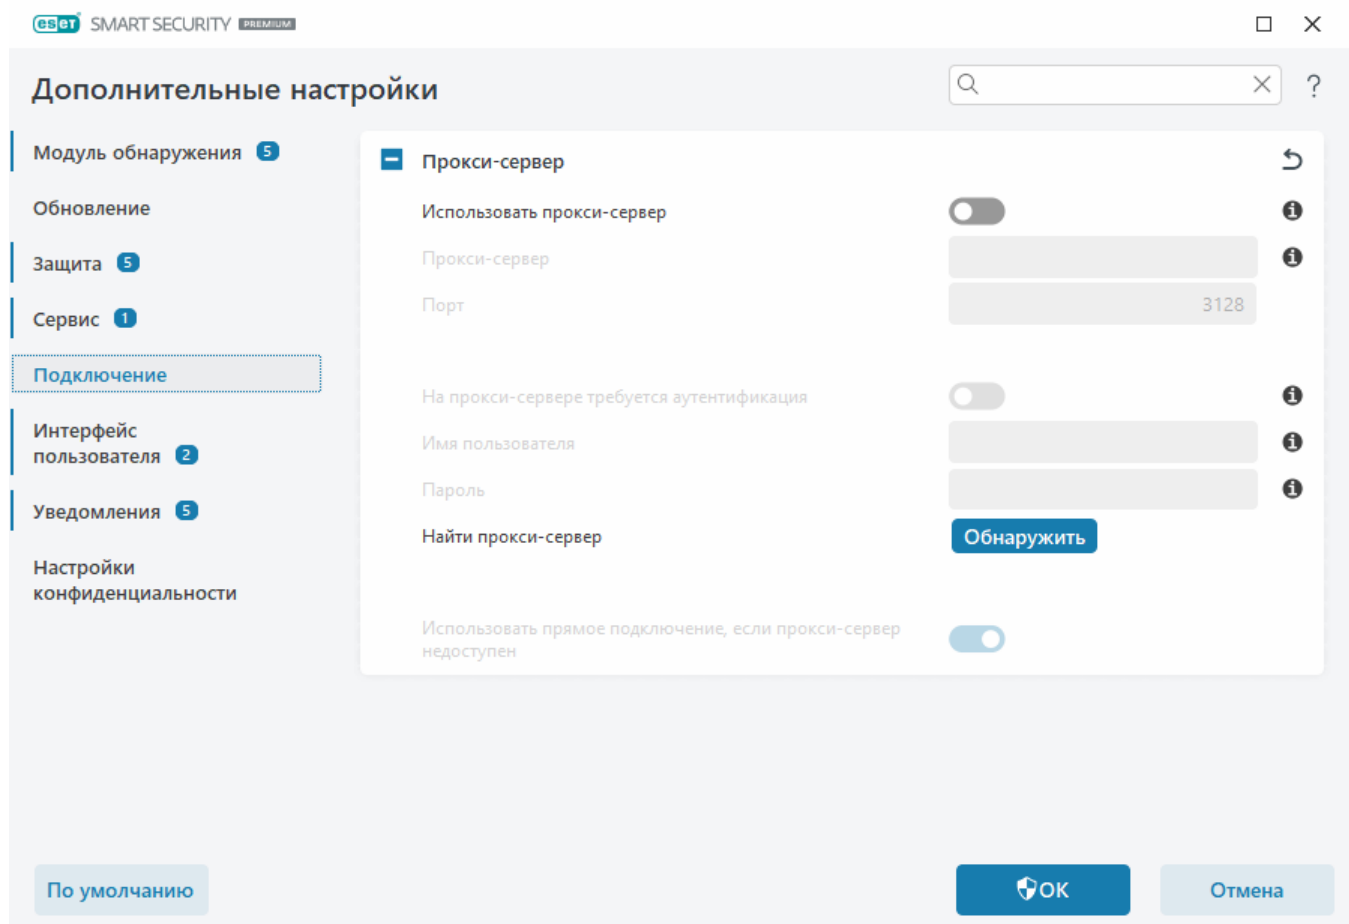 eset SMART SECURITY PREMIUM
Дополнительные настройки
?
Модуль обнаружения 5
Обновление
Защита 5
Сервис 1
Подключение
Интерфейс
пользователя 2
Уведомления 5
Настройки
конфиденциальности
Прокси-сервер
Использовать прокси-сервер
Прокси-сервер
Порт 3128
На прокси-сервере требуется аутентификация
Имя пользователя
Пароль
Найти прокси-сервер Обнаружить
Использовать прямое подключение, если прокси-сервер
недоступен
По умолчанию ОК Отмена